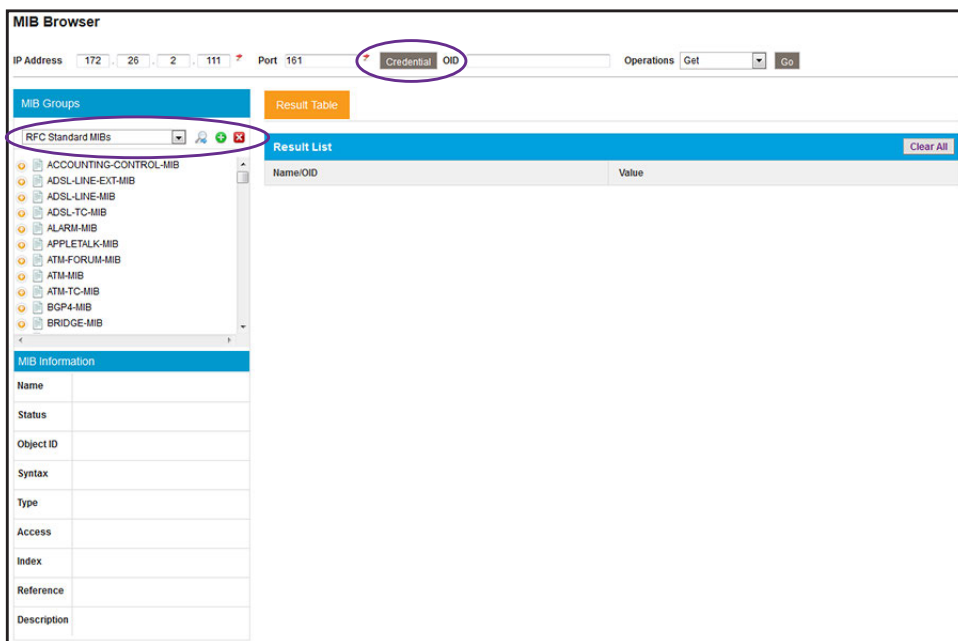 MIB Browser
IP Address 172 . 26 . 2 . 111 * Port 161 * Credential OID Operations Get Go
MIB Groups
RFC Standard MIBs
ACCOUNTING-CONTROL-MIB
ADSL-LINE-EXT-MIB
ADSL-LINE-MIB
ADSL-TC-MIB
ALARM-MIB
APPLETALK-MIB
ATM-FORUM-MIB
ATM-MIB
ATM-TC-MIB
BGP4-MIB
BRIDGE-MIB
MIB Information
Name
Status
Object ID
Syntax
Type
Access
Index
Reference
Description
Result Table
Result List Clear All
Name/OID Value